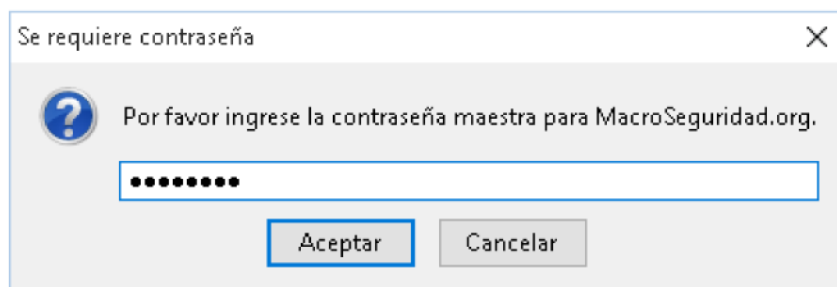 Se requiere contraseña
Por favor ingrese la contraseña maestra para MacroSeguridad.org.
••••••••
Aceptar
Cancelar